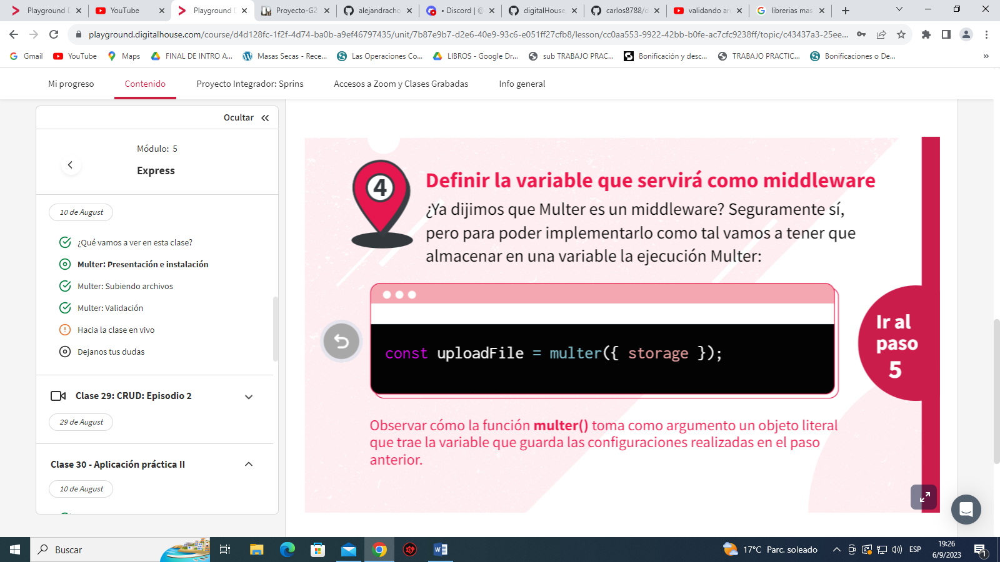 Playground D
YouTube
Playground D
Proyecto-G2
alejandracho
• Discord | @
digitalHouse
carlos8788/d
validando ar
librerias mas
playground.digitalhouse.com/course/d4d128fc-1f2f-4d74-ba0b-a9ef46797435/unit/7b87e9b7-d2e6-40e9-93c6-e051ff27cfb8/lesson/cc0aa553-9922-42bb-b0fe-ac7cfc9238ff/topic/c43437a3-25ee...
Gmail
YouTube
Maps
FINAL DE INTRO A...
Masas Secas - Rece...
Las Operaciones Co...
LIBROS - Google Dr...
sub TRABAJO PRAC...
Bonificación y desc...
TRABAJO PRACTIC...
Bonificaciones o De...
»
Mi progreso
Contenido
Proyecto Integrador: Sprins
Accesos a Zoom y Clases Grabadas
Info general
Ocultar
Módulo: 5
Express
10 de August
¿Qué vamos a ver en esta clase?
Multer: Presentación e instalación
Multer: Subiendo archivos
Multer: Validación
Hacia la clase en vivo
Dejanos tus dudas
Clase 29: CRUD: Episodio 2
29 de August
Clase 30 - Aplicación práctica II
10 de August
4
Definir la variable que servirá como middleware
¿Ya dijimos que Multer es un middleware? Seguramente sí,
pero para poder implementarlo como tal vamos a tener que
almacenar en una variable la ejecución Multer:
const uploadFile = multer({ storage });
Observar cómo la función multer() toma como argumento un objeto literal
que trae la variable que guarda las configuraciones realizadas en el paso
anterior.
Ir al
paso
5
Buscar
17°C Parc. soleado
ESP
19:26
6/9/2023
1